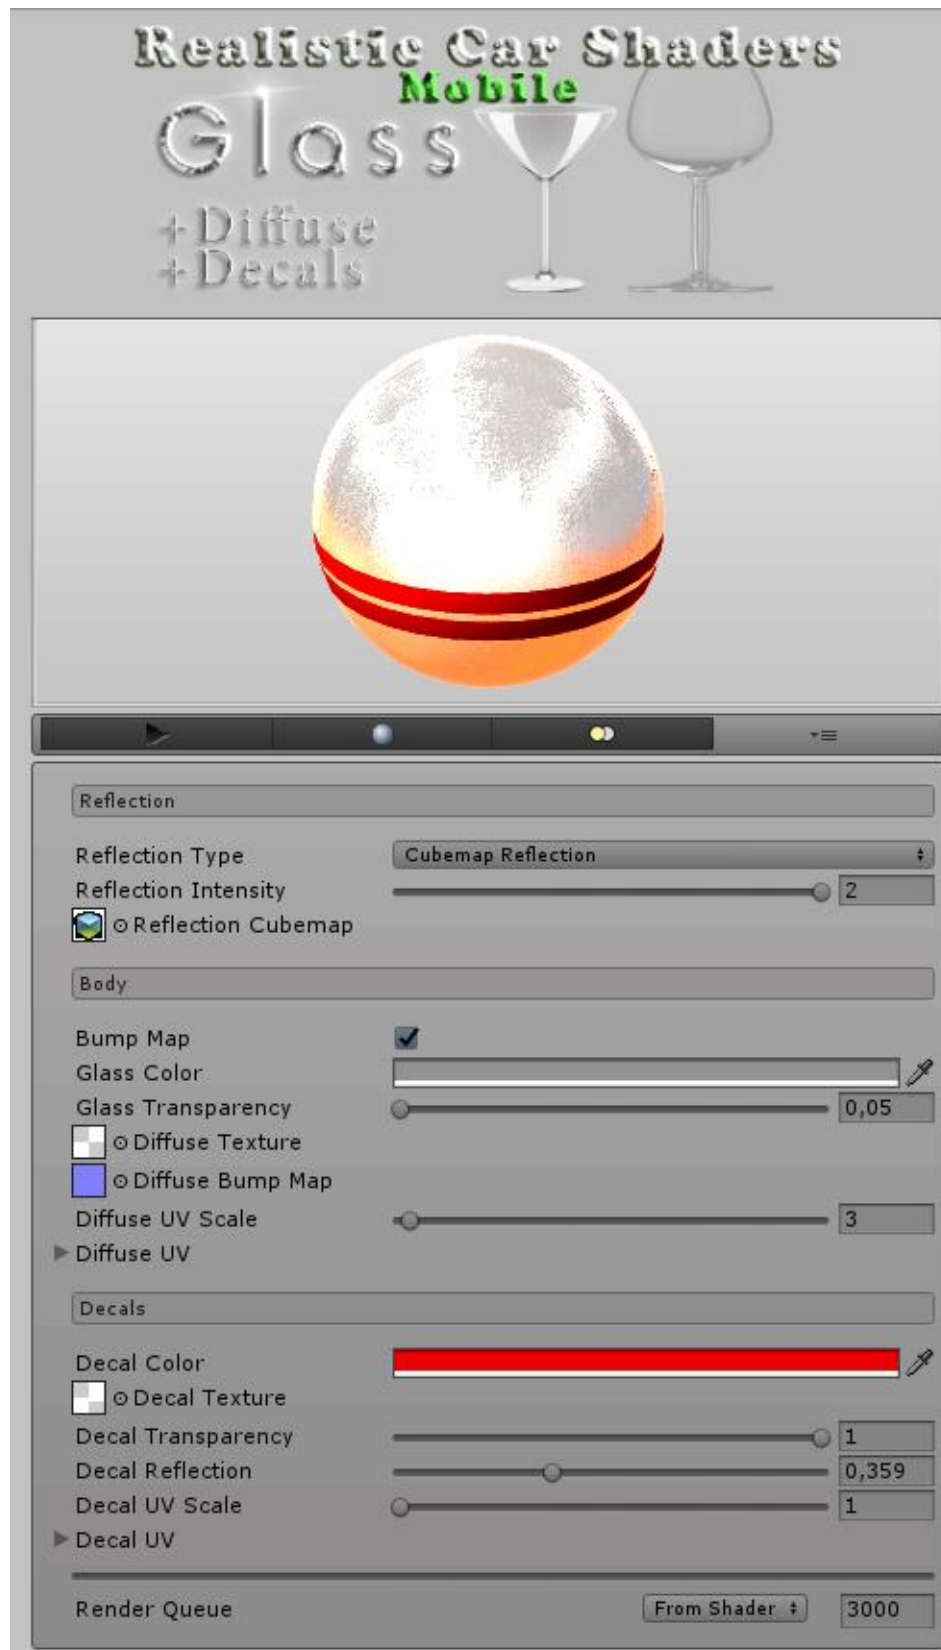 Realistic Car Shaders
Mobile
Glass
+Diffuse
+Decals
Reflection
Reflection Type Cubemap Reflection
Reflection Intensity 2
Reflection Cubemap
Body
Bump Map
Glass Color
Glass Transparency 0,05
Diffuse Texture
Diffuse Bump Map
Diffuse UV Scale 3
Diffuse UV
Decals
Decal Color
Decal Texture
Decal Transparency 1
Decal Reflection 0,359
Decal UV Scale 1
Decal UV
Render Queue From Shader 3000